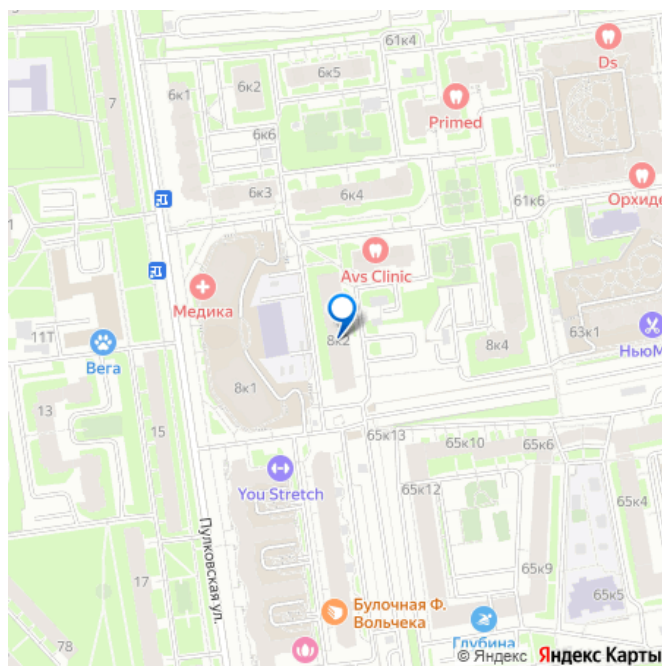 61к4
6к5
Ds
6к1
6к2
7
Primed
6к6
6к3
6к4
Орхиде
61к6
1
Avs Clinic
Медика
11Т
8к2
63к1
Вега
8к4
НьюМ
8к1
13
15
65к13
65к10
65к6
You Stretch
65к12
65к4
Пулковская ул.
65к9
17
65к5
Булочная Ф.
Вольчека
78
Глубина
© Яндекс Яндекс Карты